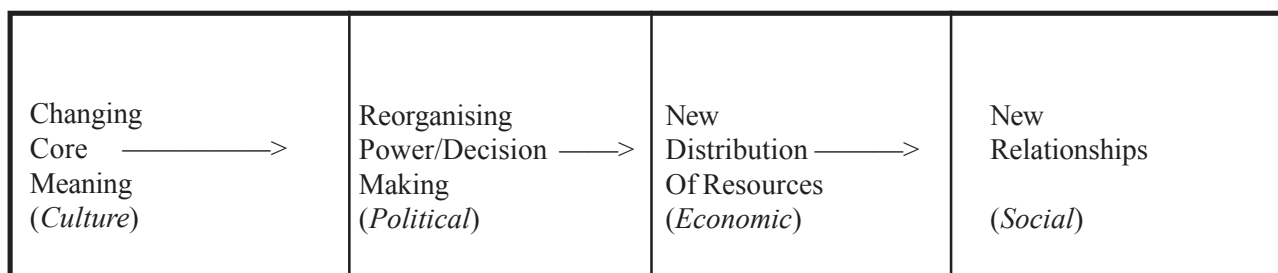 Changing
Core ——————>
Meaning
(Culture)
Reorganising
Power/Decision ———>
Making
(Political)
New
Distribution ————>
Of Resources
(Economic)
New
Relationships
(Social)